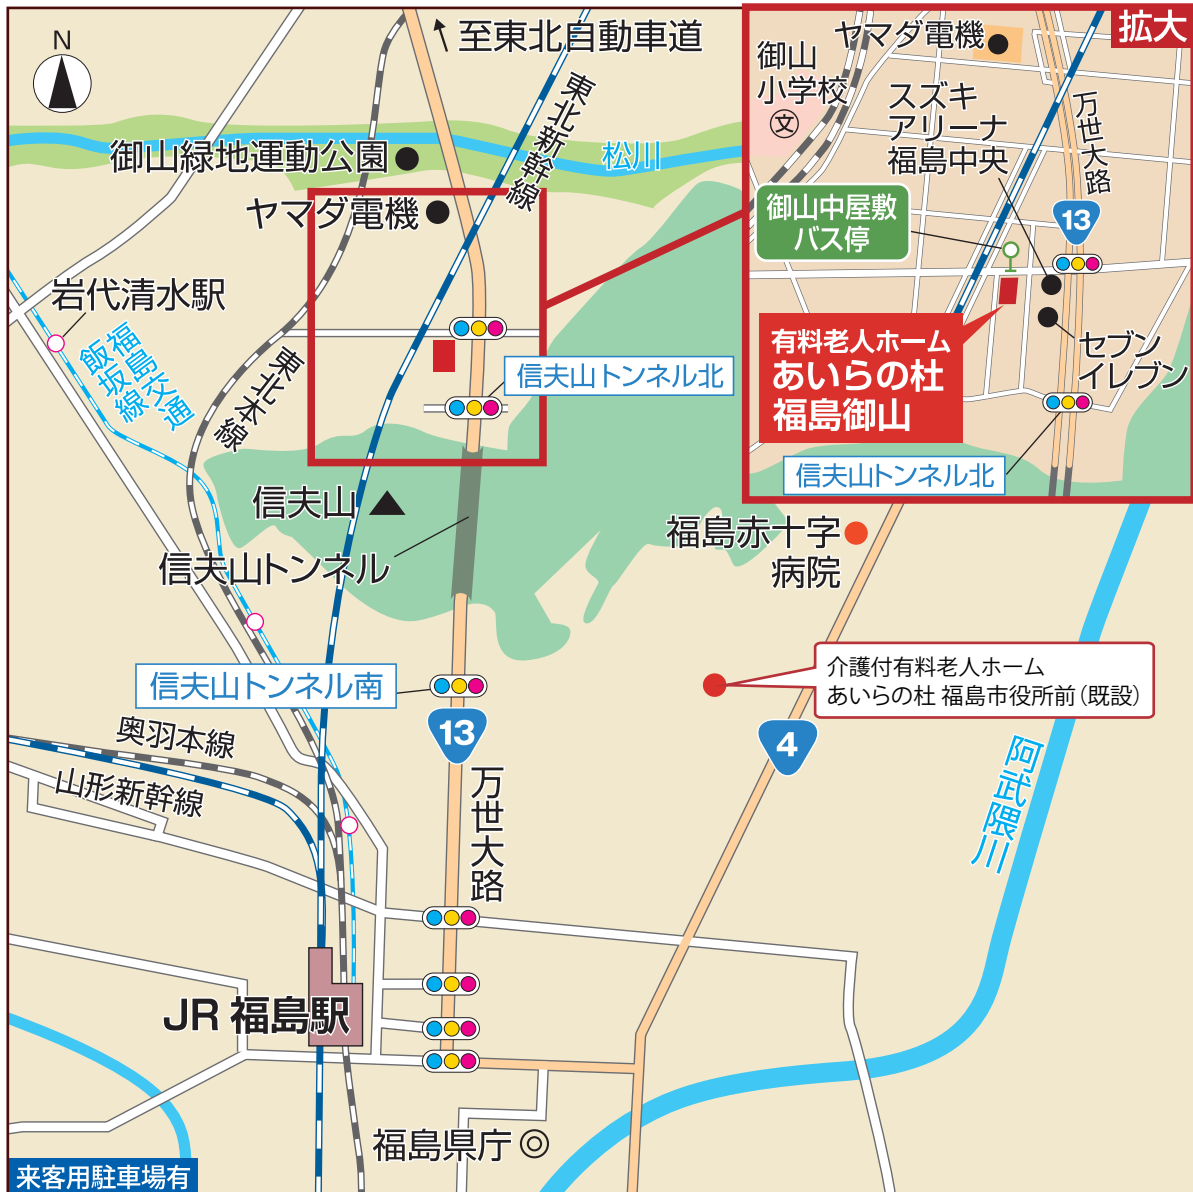 N
至東北自動車道
東北新幹線
松川
御山緑地運動公園
ヤマダ電機
岩代清水駅
福島交通
飯坂線
東北本線
信夫山トンネル北
信夫山
信夫山トンネル
信夫山トンネル南
13
万世大路
奥羽本線
山形新幹線
JR 福島駅
福島県庁
来客用駐車場有
福島赤十字
病院
介護付有料老人ホーム
あいらの杜 福島市役所前(既設)
4
阿武隈川
拡大
ヤマダ電機
御山
小学校
文
スズキ
アリーナ
福島中央
万世大路
13
御山中屋敷
バス停
有料老人ホーム
あいらの杜
福島御山
セブン
イレブン
信夫山トンネル北